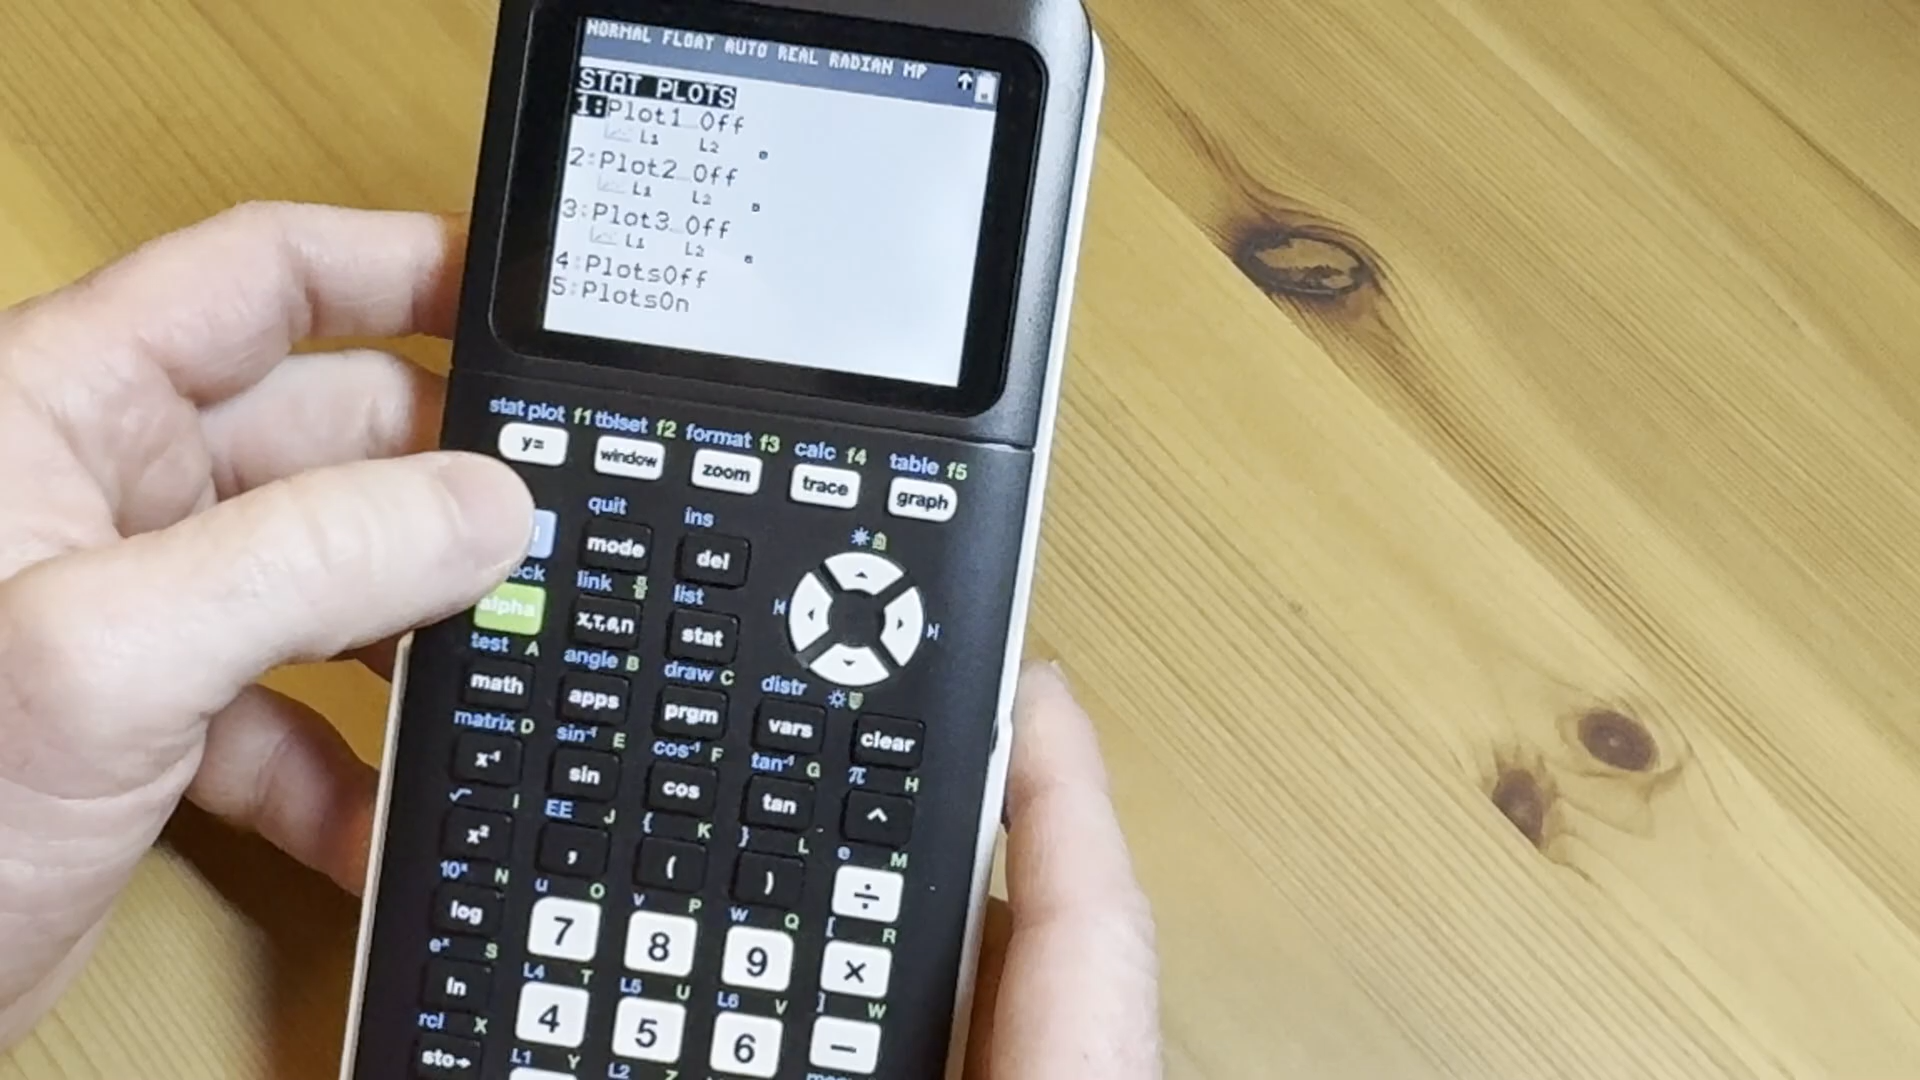 NORMAL FLOAT AUTO REAL RADIAN MP
STAT PLOTS
1:Plot1…Off
L1 L2
2:Plot2…Off
L1 L2
3:Plot3…Off
L1 L2
4:PlotsOff
5:PlotsOn
stat plot f1 tblset f2 format f3 calc f4 table f5
y= window zoom trace graph
quit ins
mode del
link list
alpha x,T,θ,n stat
test A angle B draw C distr
math apps prgm vars clear
matrix D sin⁻¹ E cos⁻¹ F tan⁻¹ G π H
x⁻¹ sin cos tan ^
√ I EE J { K } L e M
x² , ( ) ÷
10ˣ N u O v P w Q [ R
log 7 8 9 ×
eˣ S L4 T L5 U L6 V ] W
ln 4 5 6 −
rcl X L1 Y L2 Z
sto→